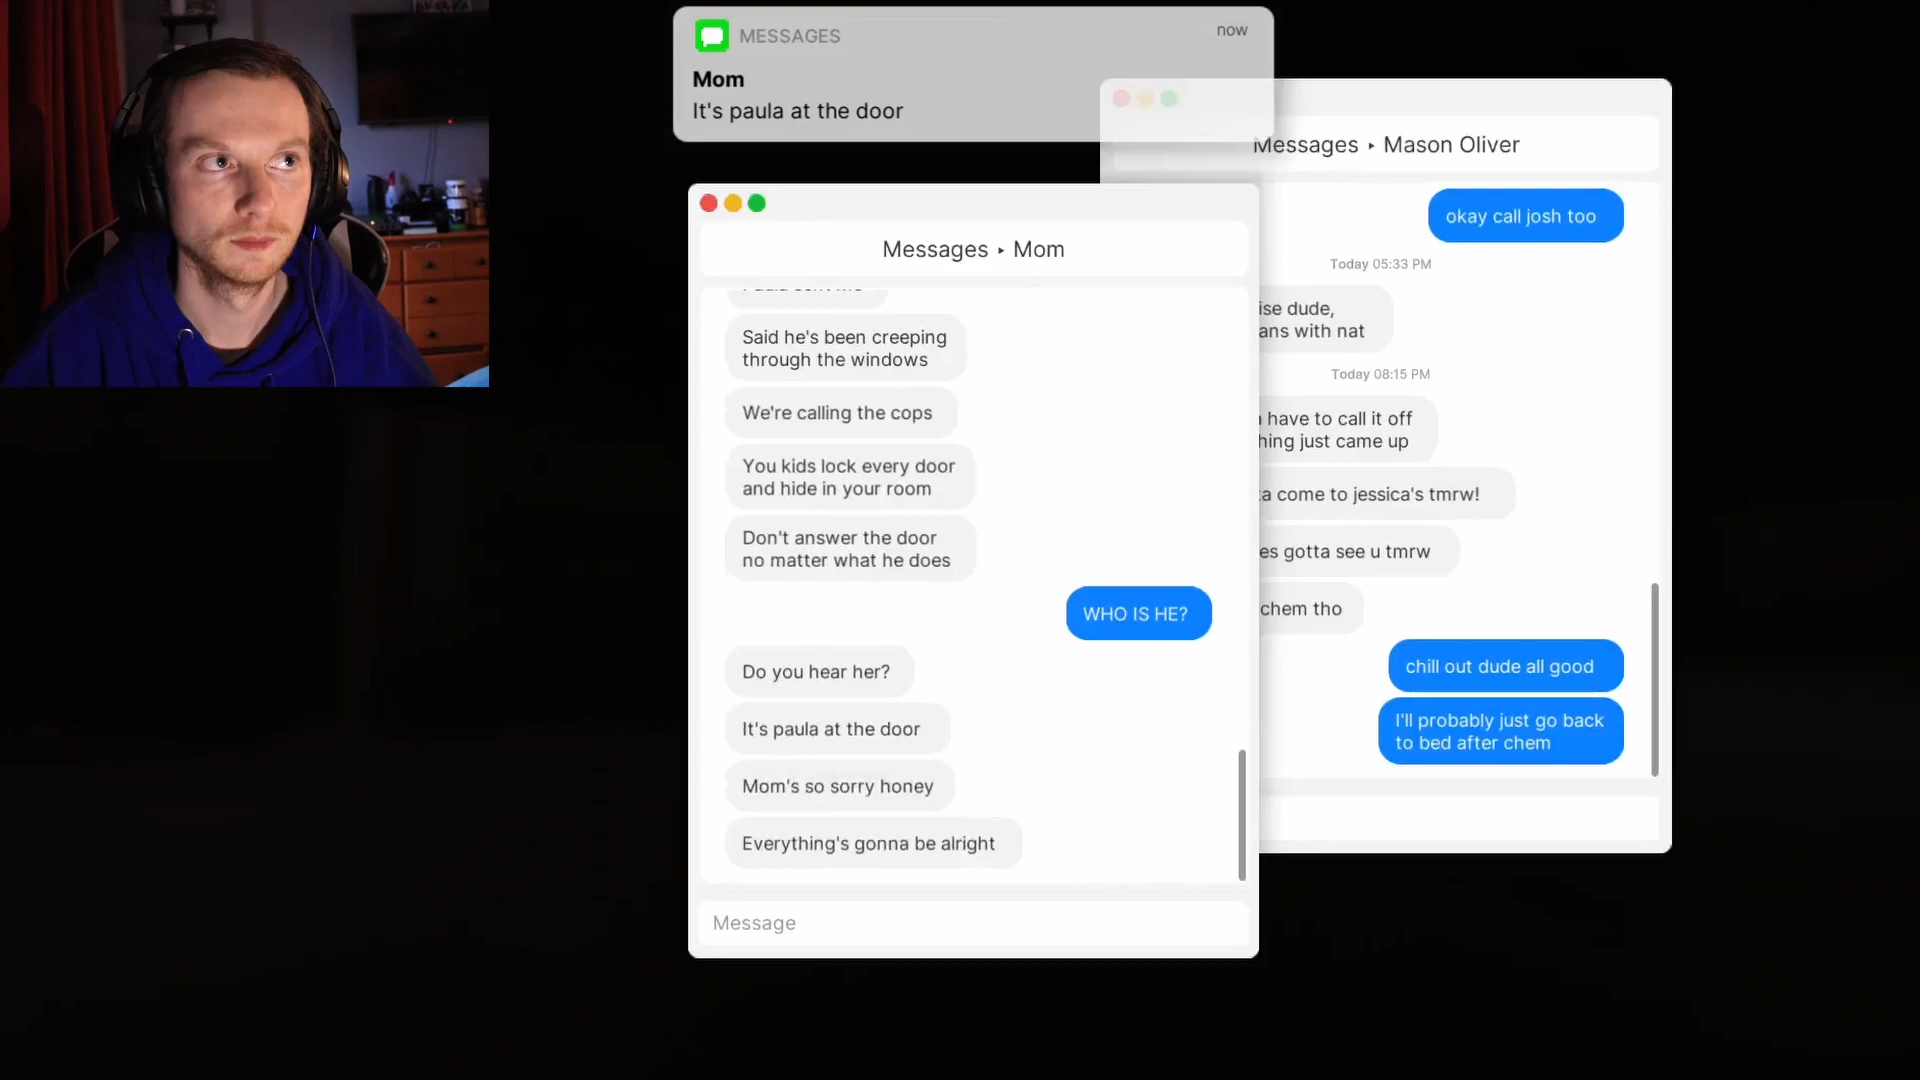 MESSAGES
now
Mom
It's paula at the door
Messages ‣ Mom
Said he's been creeping
through the windows
We're calling the cops
You kids lock every door
and hide in your room
Don't answer the door
no matter what he does
WHO IS HE?
Do you hear her?
It's paula at the door
Mom's so sorry honey
Everything's gonna be alright
Message
Messages ‣ Mason Oliver
okay call josh too
Today 05:33 PM
dude,
with nat
Today 08:15 PM
have to call it off
just came up
come to jessica's tmrw!
gotta see u tmrw
chem tho
chill out dude all good
I'll probably just go back
to bed after chem